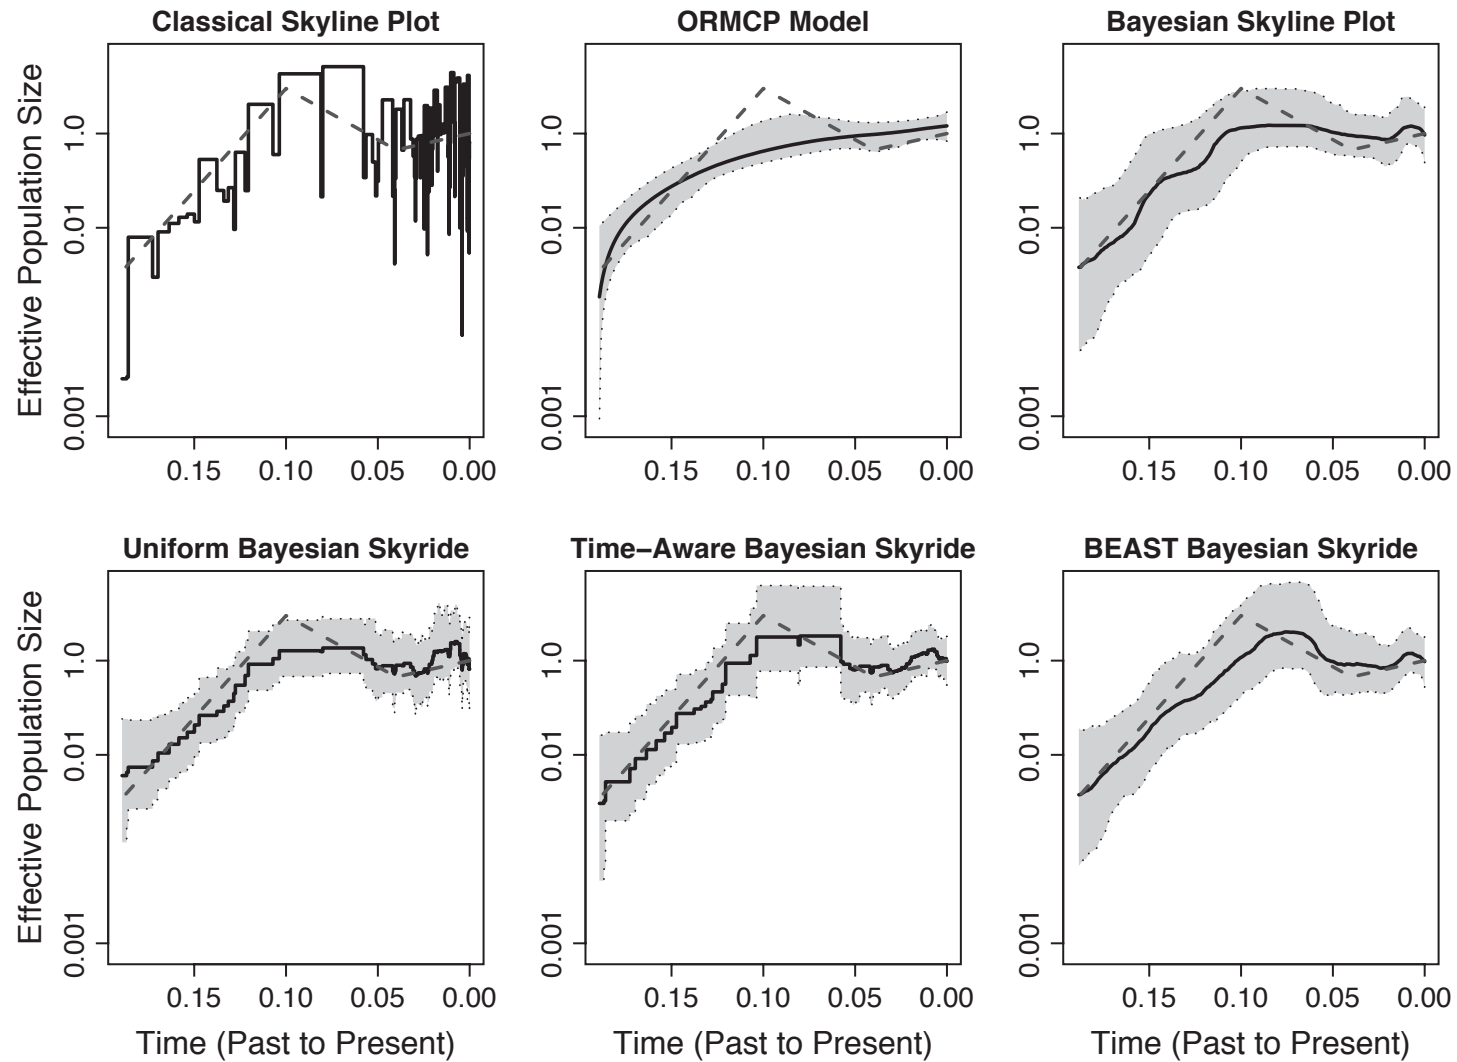 Classical Skyline Plot
ORMCP Model
Bayesian Skyline Plot
Effective Population Size
1.0
0.01
0.001
0.15 0.10 0.05 0.00
1.0
0.01
0.001
0.15 0.10 0.05 0.00
1.0
0.01
0.001
0.15 0.10 0.05 0.00
Uniform Bayesian Skyride
Time−Aware Bayesian Skyride
BEAST Bayesian Skyride
Effective Population Size
1.0
0.01
0.001
0.15 0.10 0.05 0.00
Time (Past to Present)
1.0
0.01
0.001
0.15 0.10 0.05 0.00
Time (Past to Present)
1.0
0.01
0.001
0.15 0.10 0.05 0.00
Time (Past to Present)